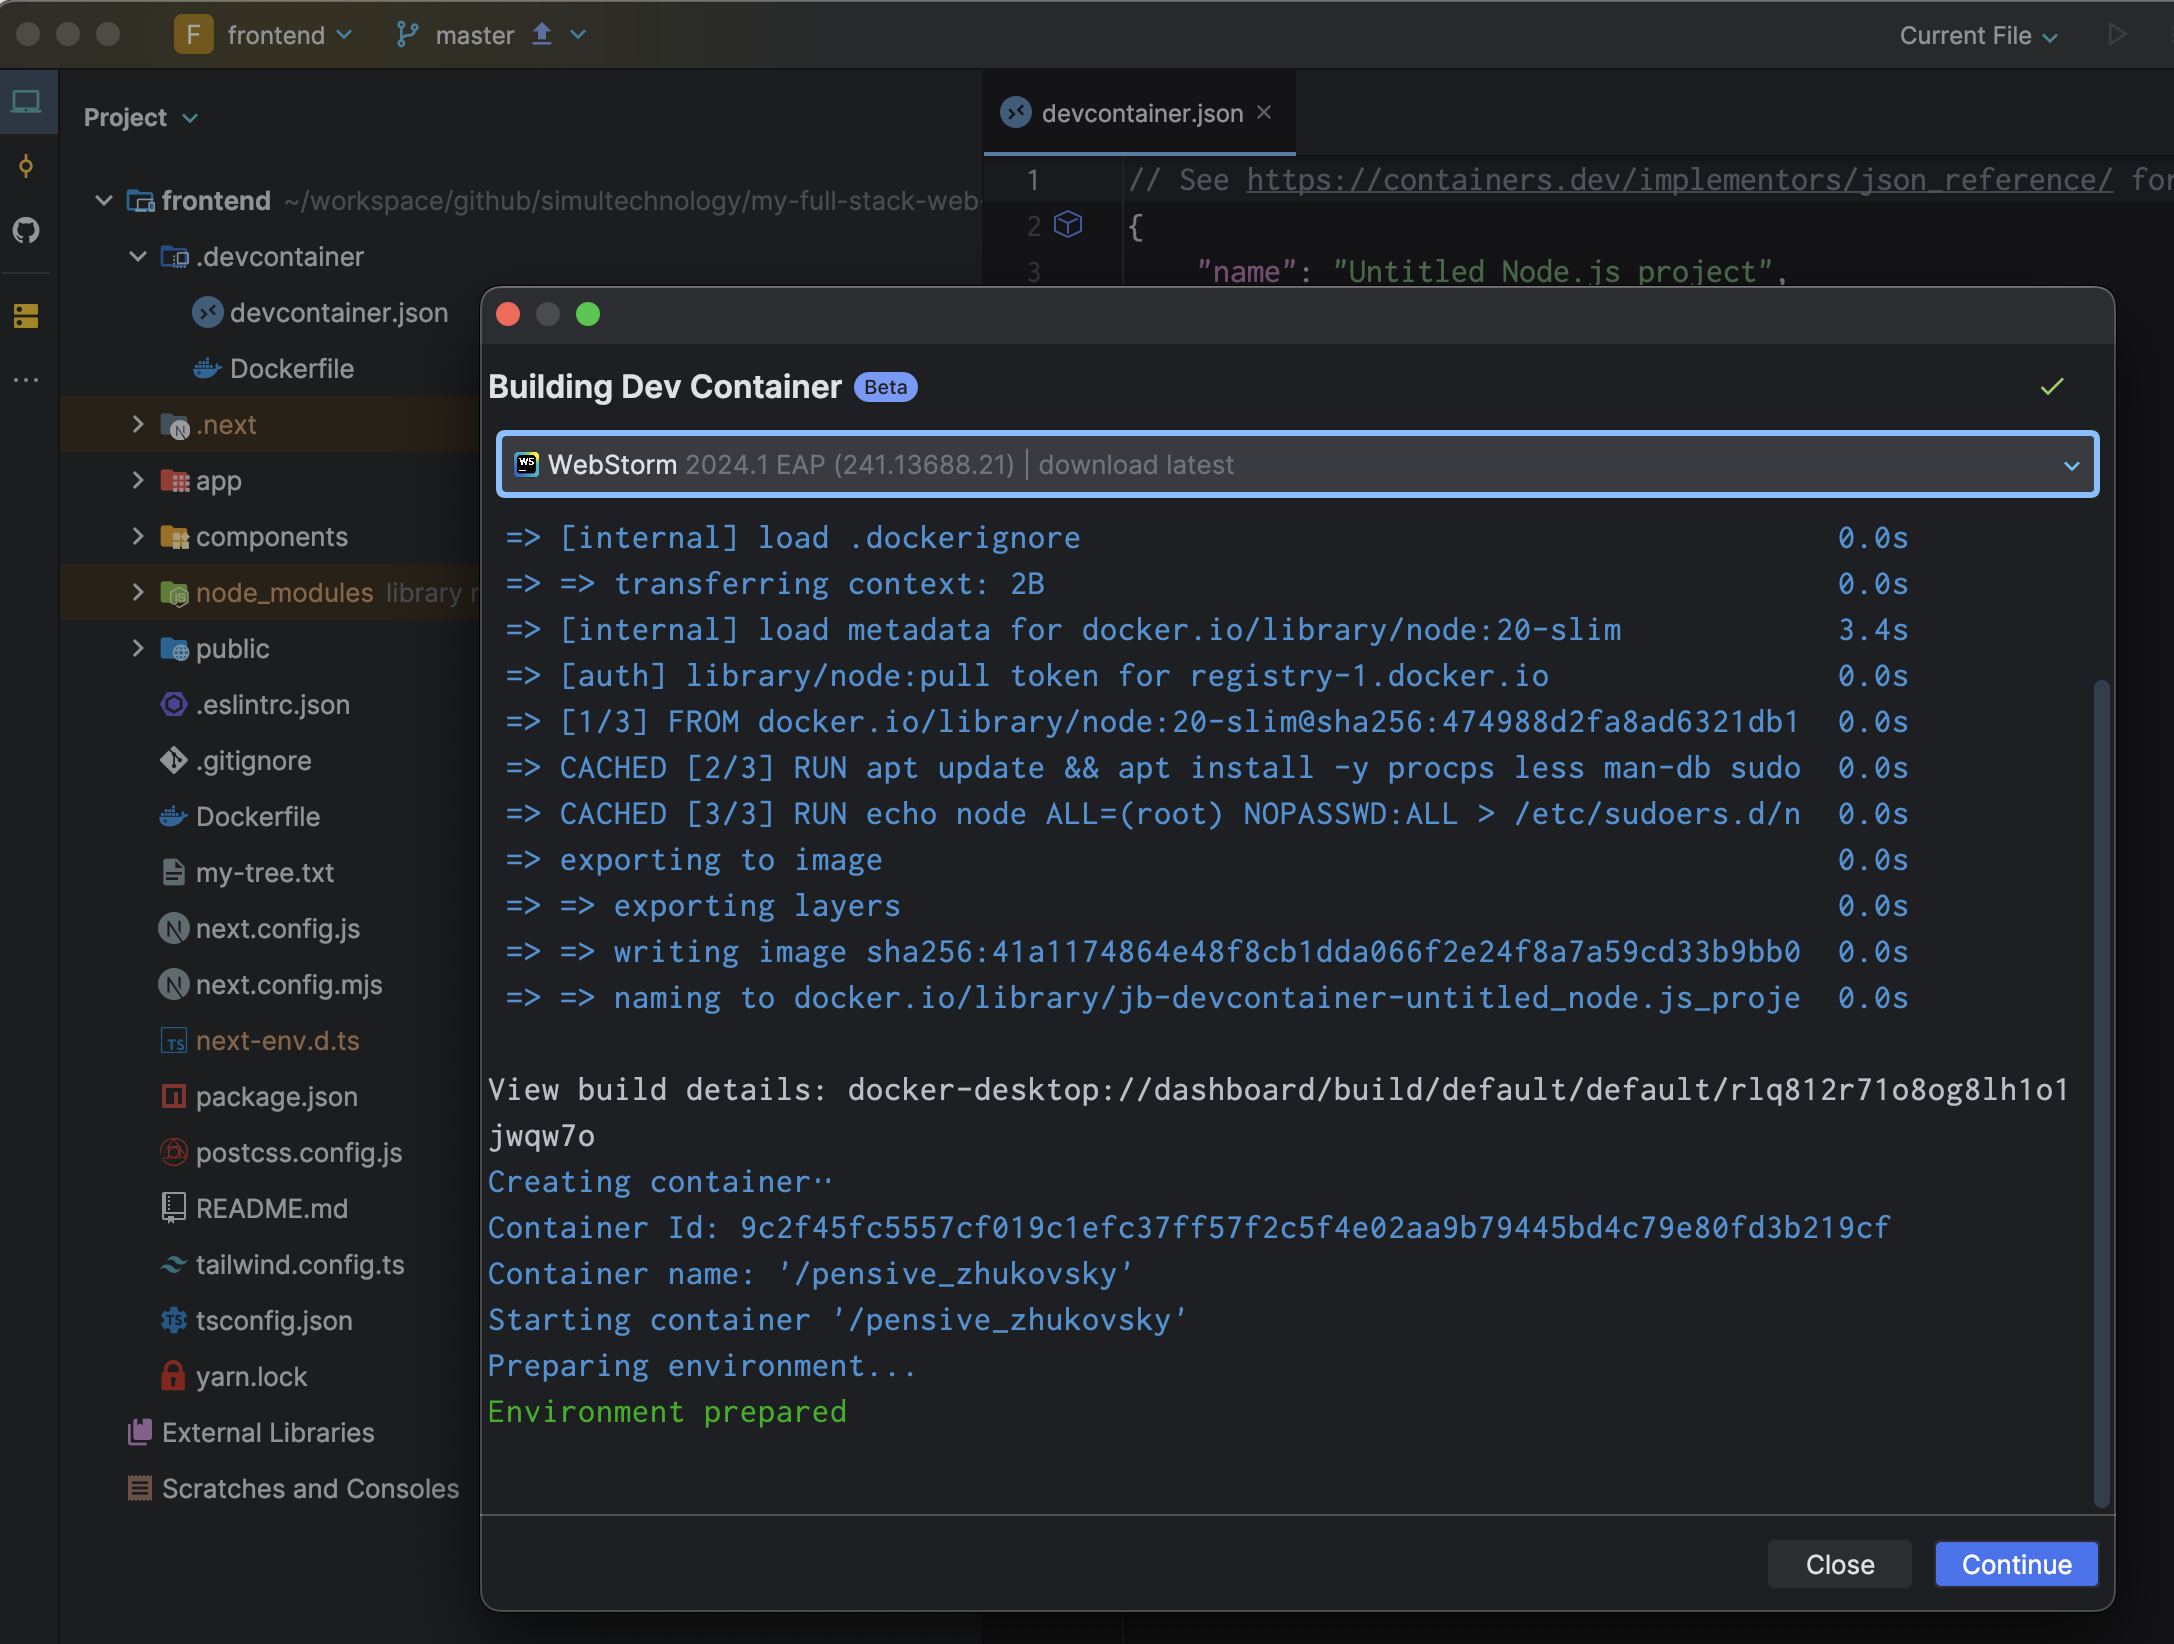 F frontend master Current File
Project
devcontainer.json
frontend ~/workspace/github/simultechnology/my-full-stack-web-
.devcontainer
devcontainer.json
Dockerfile
.next
app
components
node_modules library
public
.eslintrc.json
.gitignore
Dockerfile
my-tree.txt
next.config.js
next.config.mjs
next-env.d.ts
package.json
postcss.config.js
README.md
tailwind.config.ts
tsconfig.json
yarn.lock
External Libraries
Scratches and Consoles
1 // See https://containers.dev/implementors/json_reference/ for
2 {
3 "name": "Untitled Node.js project",
Building Dev Container Beta
WebStorm 2024.1 EAP (241.13688.21) | download latest
=> [internal] load .dockerignore 0.0s
=> => transferring context: 2B 0.0s
=> [internal] load metadata for docker.io/library/node:20-slim 3.4s
=> [auth] library/node:pull token for registry-1.docker.io 0.0s
=> [1/3] FROM docker.io/library/node:20-slim@sha256:474988d2fa8ad6321db1 0.0s
=> CACHED [2/3] RUN apt update && apt install -y procps less man-db sudo 0.0s
=> CACHED [3/3] RUN echo node ALL=(root) NOPASSWD:ALL > /etc/sudoers.d/n 0.0s
=> exporting to image 0.0s
=> => exporting layers 0.0s
=> => writing image sha256:41a1174864e48f8cb1dda066f2e24f8a7a59cd33b9bb0 0.0s
=> => naming to docker.io/library/jb-devcontainer-untitled_node.js_proje 0.0s
View build details: docker-desktop://dashboard/build/default/default/rlq812r71o8og8lh1o1
jwqw7o
Creating container··
Container Id: 9c2f45fc5557cf019c1efc37ff57f2c5f4e02aa9b79445bd4c79e80fd3b219cf
Container name: '/pensive_zhukovsky'
Starting container '/pensive_zhukovsky'
Preparing environment...
Environment prepared
Close
Continue